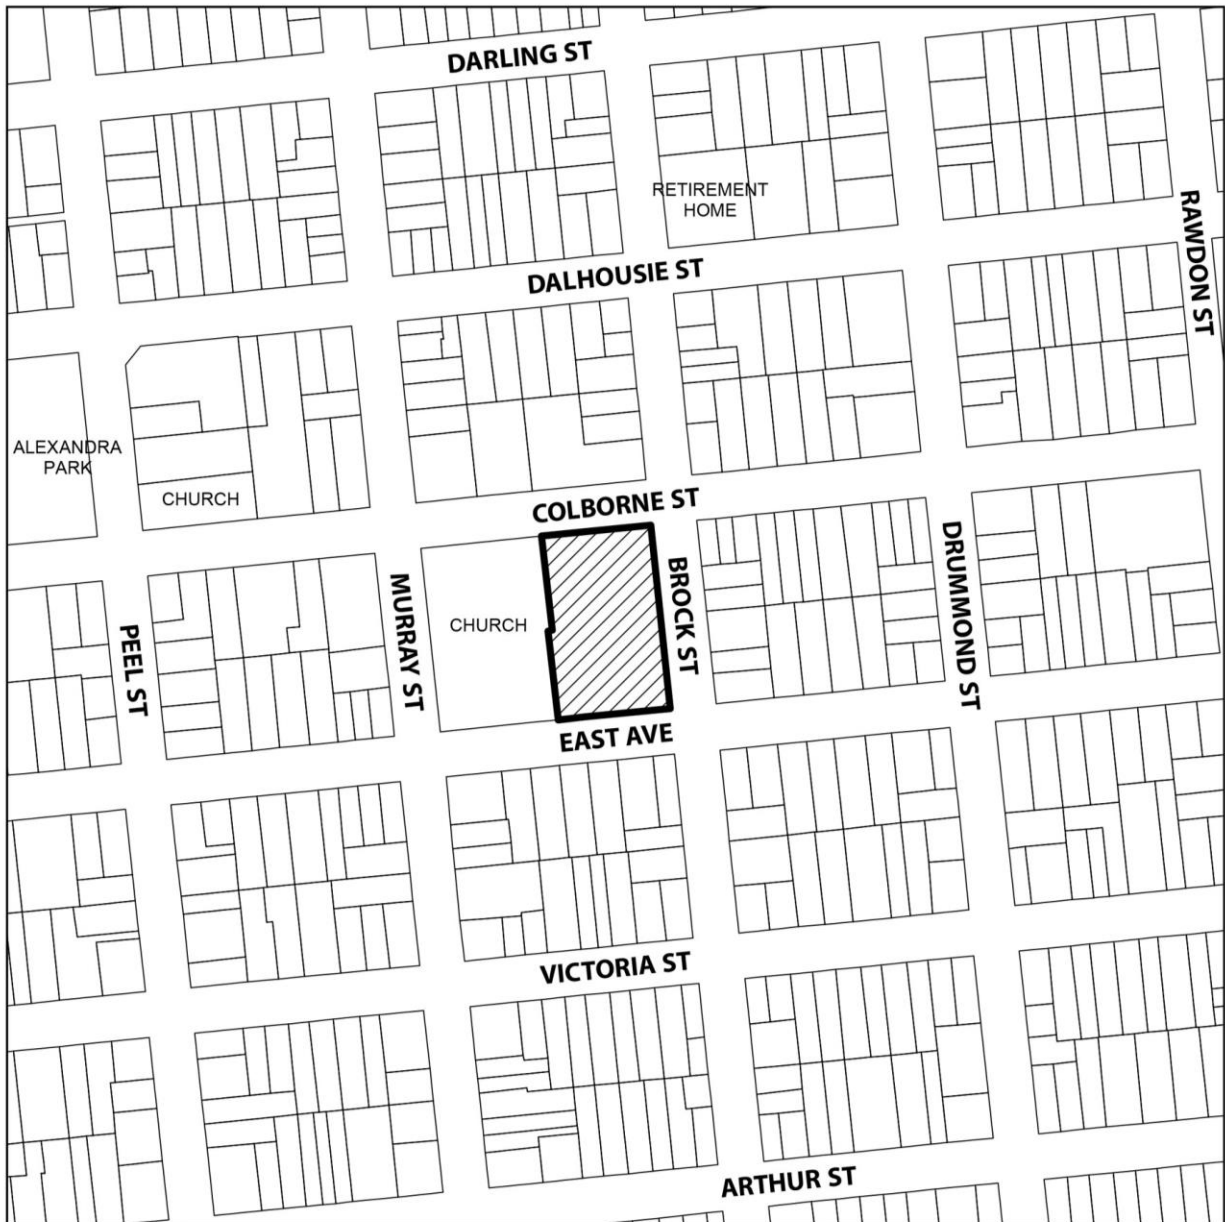 DARLING ST
RETIREMENT
HOME
RAWDON ST
DALHOUSIE ST
ALEXANDRA
PARK
CHURCH
COLBORNE ST
DRUMMOND ST
BROCK ST
MURRAY ST
CHURCH
PEEL ST
EAST AVE
VICTORIA ST
ARTHUR ST